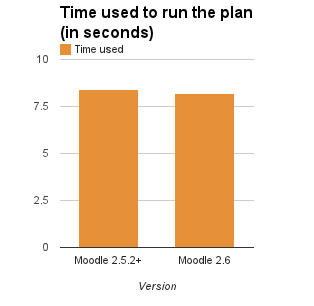 Time used to run the plan
(in seconds)
Time used
10
7.5
5
2.5
0
Moodle 2.5.2+ Moodle 2.6
Version